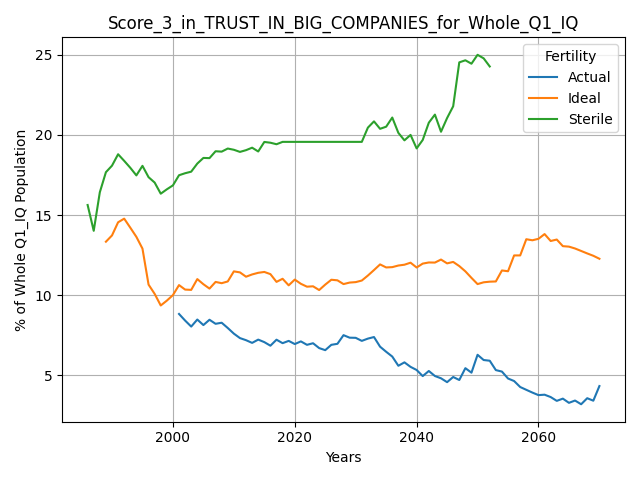 Score_3_in_TRUST_IN_BIG_COMPANIES_for_Whole_Q1_IQ
Fertility
Actual
Ideal
Sterile
% of Whole Q1_IQ Population
25
20
15
10
5
2000 2020 2040 2060
Years